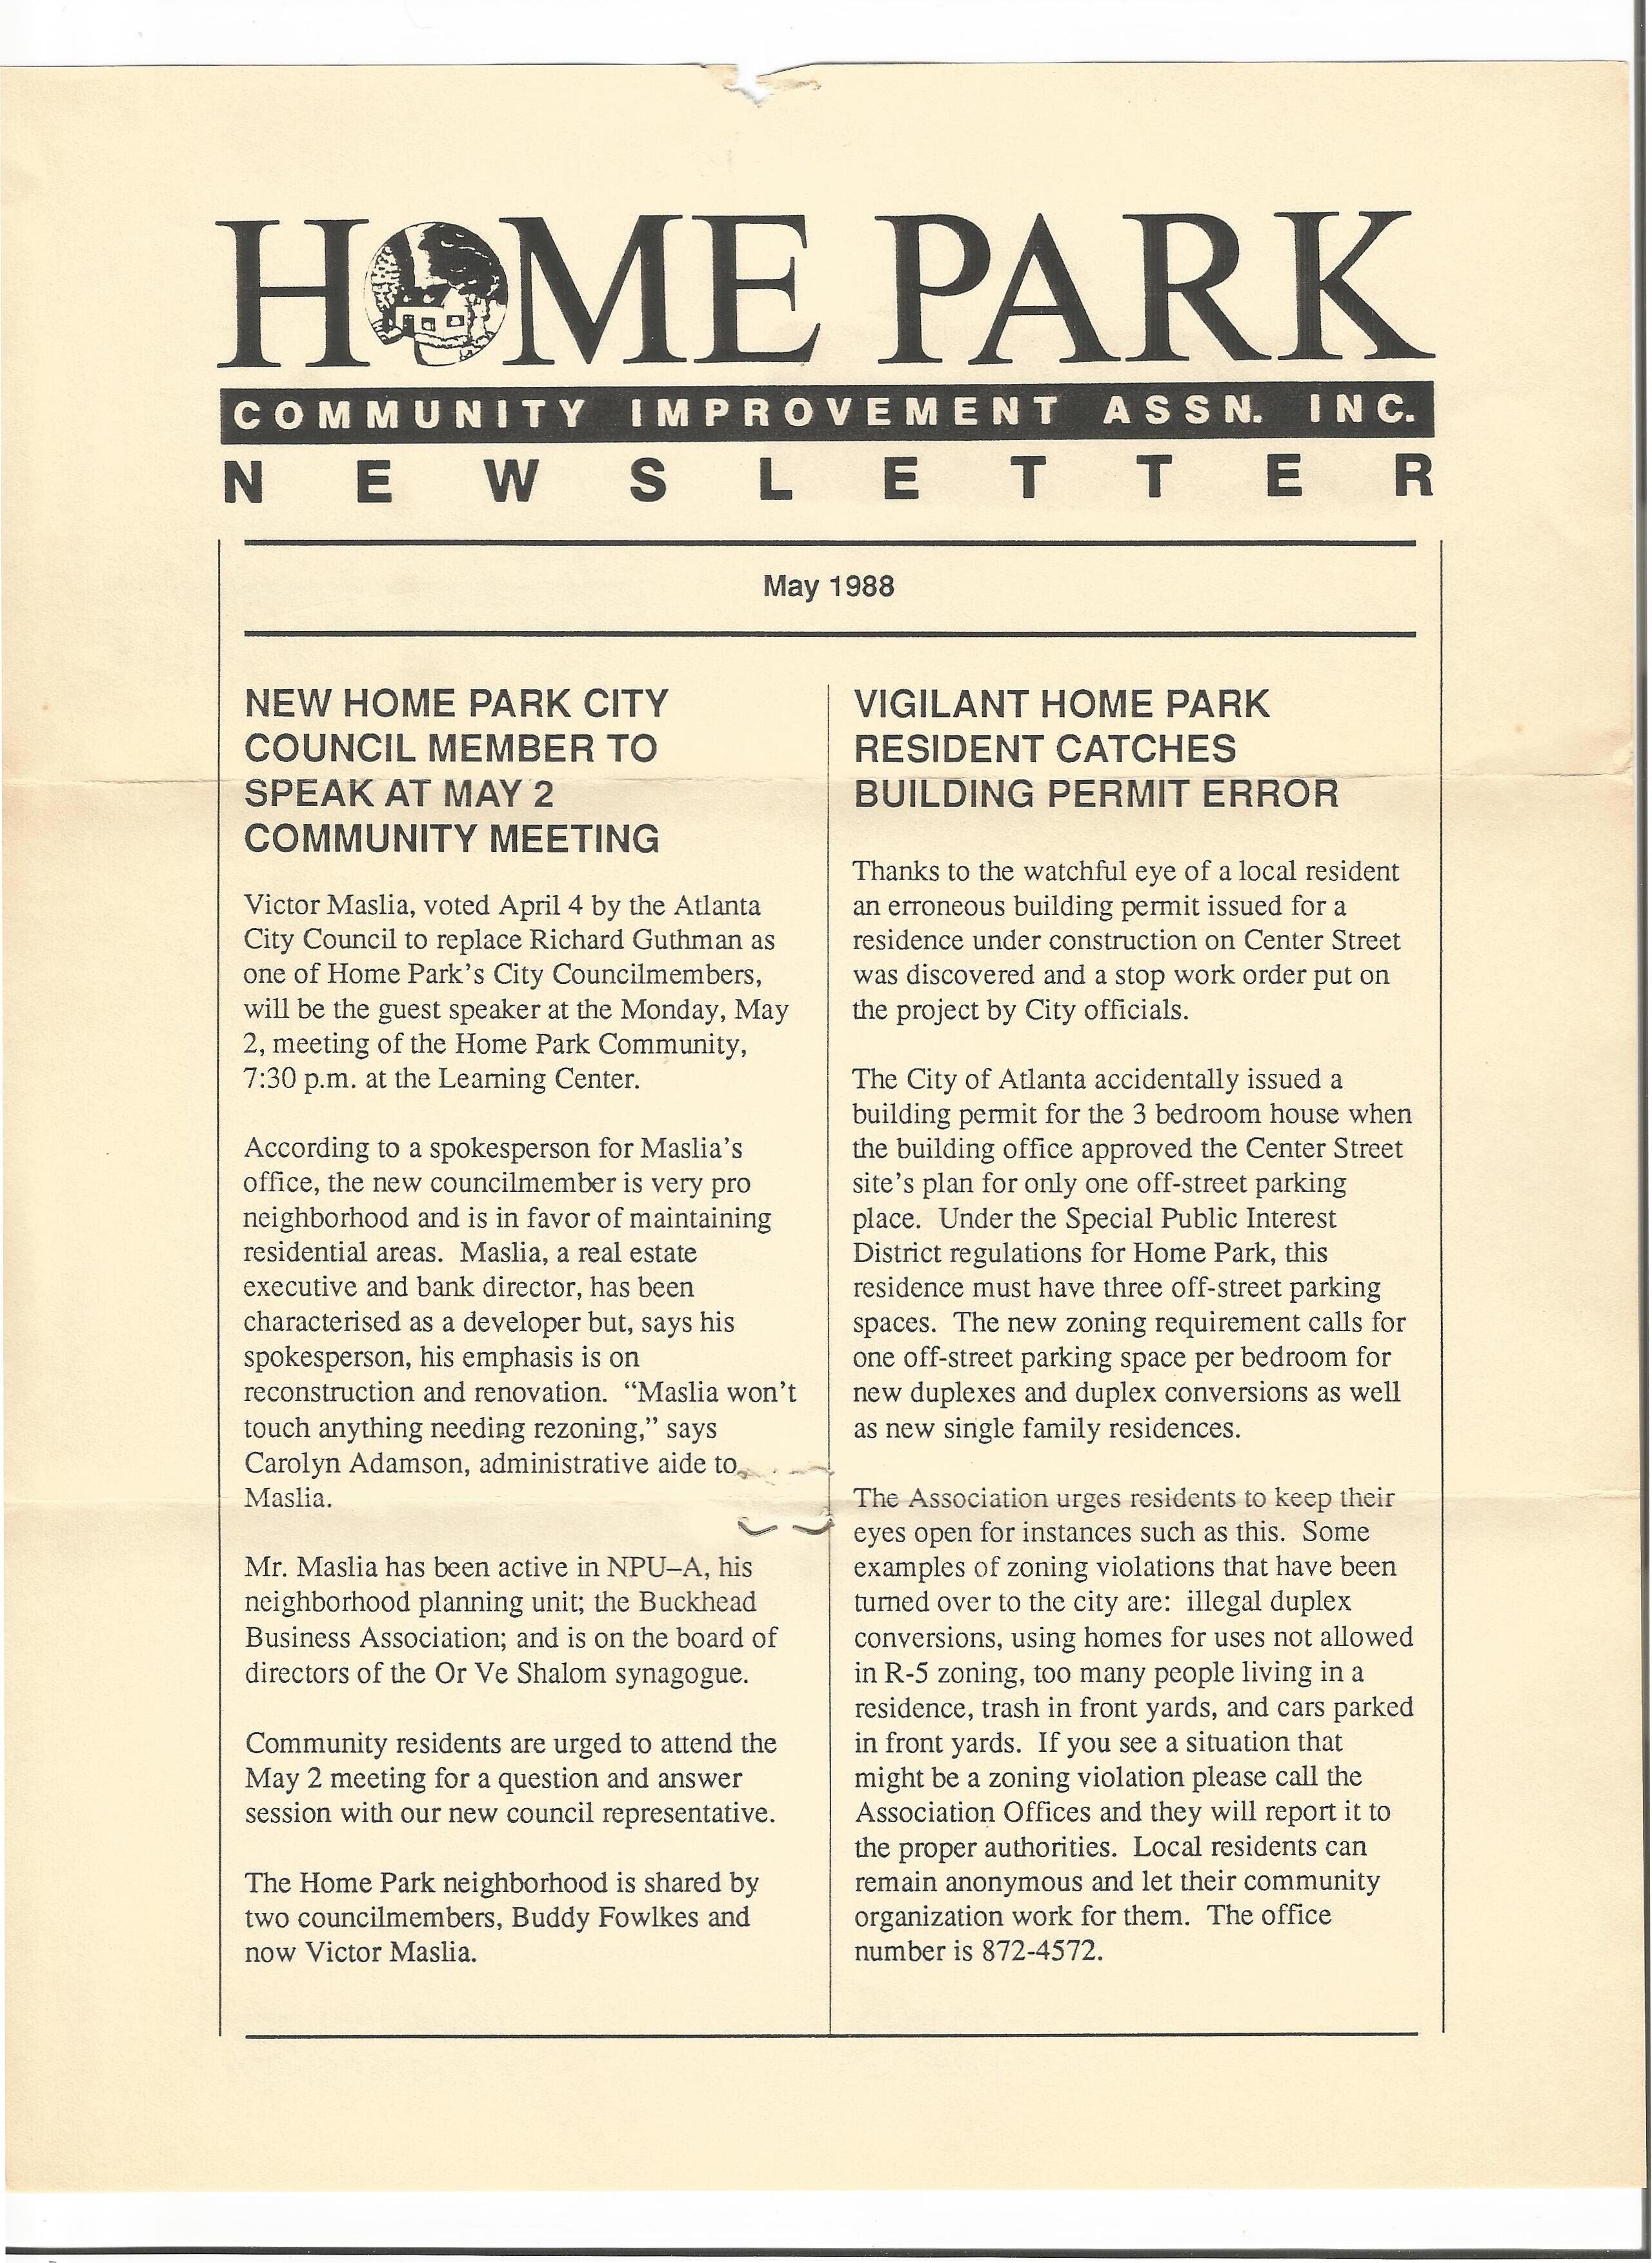 HOME PARK
COMMUNITY IMPROVEMENT ASSN. INC.
NEWSLETTER
May 1988
NEW HOME PARK CITY
COUNCIL MEMBER TO
SPEAK AT MAY 2
COMMUNITY MEETING
Victor Maslia, voted April 4 by the Atlanta
City Council to replace Richard Guthman as
one of Home Park's City Councilmembers,
will be the guest speaker at the Monday, May
2, meeting of the Home Park Community,
7:30 p.m. at the Learning Center.
According to a spokesperson for Maslia's
office, the new councilmember is very pro
neighborhood and is in favor of maintaining
residential areas.  Maslia, a real estate
executive and bank director, has been
characterised as a developer but, says his
spokesperson, his emphasis is on
reconstruction and renovation.  “Maslia won't
touch anything needing rezoning,” says
Carolyn Adamson, administrative aide to
Maslia.
Mr. Maslia has been active in NPU–A, his
neighborhood planning unit; the Buckhead
Business Association; and is on the board of
directors of the Or Ve Shalom synagogue.
Community residents are urged to attend the
May 2 meeting for a question and answer
session with our new council representative.
The Home Park neighborhood is shared by
two councilmembers, Buddy Fowlkes and
now Victor Maslia.
VIGILANT HOME PARK
RESIDENT CATCHES
BUILDING PERMIT ERROR
Thanks to the watchful eye of a local resident
an erroneous building permit issued for a
residence under construction on Center Street
was discovered and a stop work order put on
the project by City officials.
The City of Atlanta accidentally issued a
building permit for the 3 bedroom house when
the building office approved the Center Street
site's plan for only one off-street parking
place.  Under the Special Public Interest
District regulations for Home Park, this
residence must have three off-street parking
spaces.  The new zoning requirement calls for
one off-street parking space per bedroom for
new duplexes and duplex conversions as well
as new single family residences.
The Association urges residents to keep their
eyes open for instances such as this.  Some
examples of zoning violations that have been
turned over to the city are:  illegal duplex
conversions, using homes for uses not allowed
in R-5 zoning, too many people living in a
residence, trash in front yards, and cars parked
in front yards.  If you see a situation that
might be a zoning violation please call the
Association Offices and they will report it to
the proper authorities.  Local residents can
remain anonymous and let their community
organization work for them.  The office
number is 872-4572.